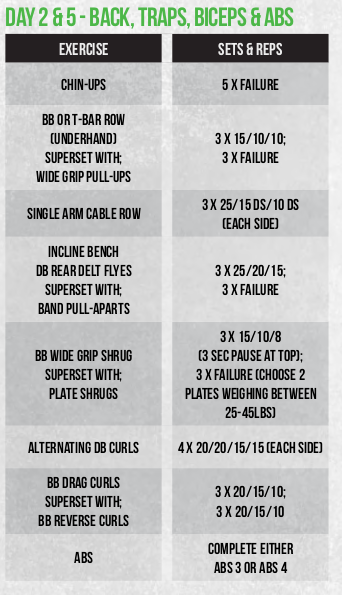 DAY 2 & 5 - BACK, TRAPS, BICEPS & ABS
EXERCISE
SETS & REPS
CHIN-UPS
5 X FAILURE
BB OR T-BAR ROW
(UNDERHAND)
SUPERSET WITH;
WIDE GRIP PULL-UPS
3 X 15/10/10;
3 X FAILURE
SINGLE ARM CABLE ROW
3 X 25/15 DS/10 DS
(EACH SIDE)
INCLINE BENCH
DB REAR DELT FLYES
SUPERSET WITH;
BAND PULL-APARTS
3 X 25/20/15;
3 X FAILURE
BB WIDE GRIP SHRUG
SUPERSET WITH;
PLATE SHRUGS
3 X 15/10/8
(3 SEC PAUSE AT TOP);
3 X FAILURE (CHOOSE 2
PLATES WEIGHING BETWEEN
25-45LBS)
ALTERNATING DB CURLS
4 X 20/20/15/15 (EACH SIDE)
BB DRAG CURLS
SUPERSET WITH;
BB REVERSE CURLS
3 X 20/15/10;
3 X 20/15/10
ABS
COMPLETE EITHER
ABS 3 OR ABS 4